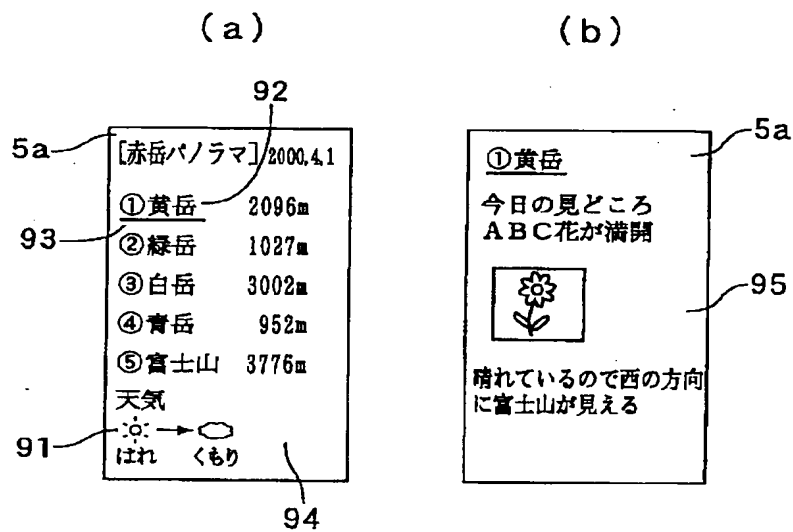 (a)
(b)
92
5a
[赤岳パノラマ] 2000.4.1
①黄岳 2096m
93
②緑岳 1027m
③白岳 3002m
④青岳 952m
⑤富士山 3776m
天気
91
はれ くもり
94
5a
①黄岳
今日の見どころ
ABC花が満開
95
晴れているので西の方向
に富士山が見える